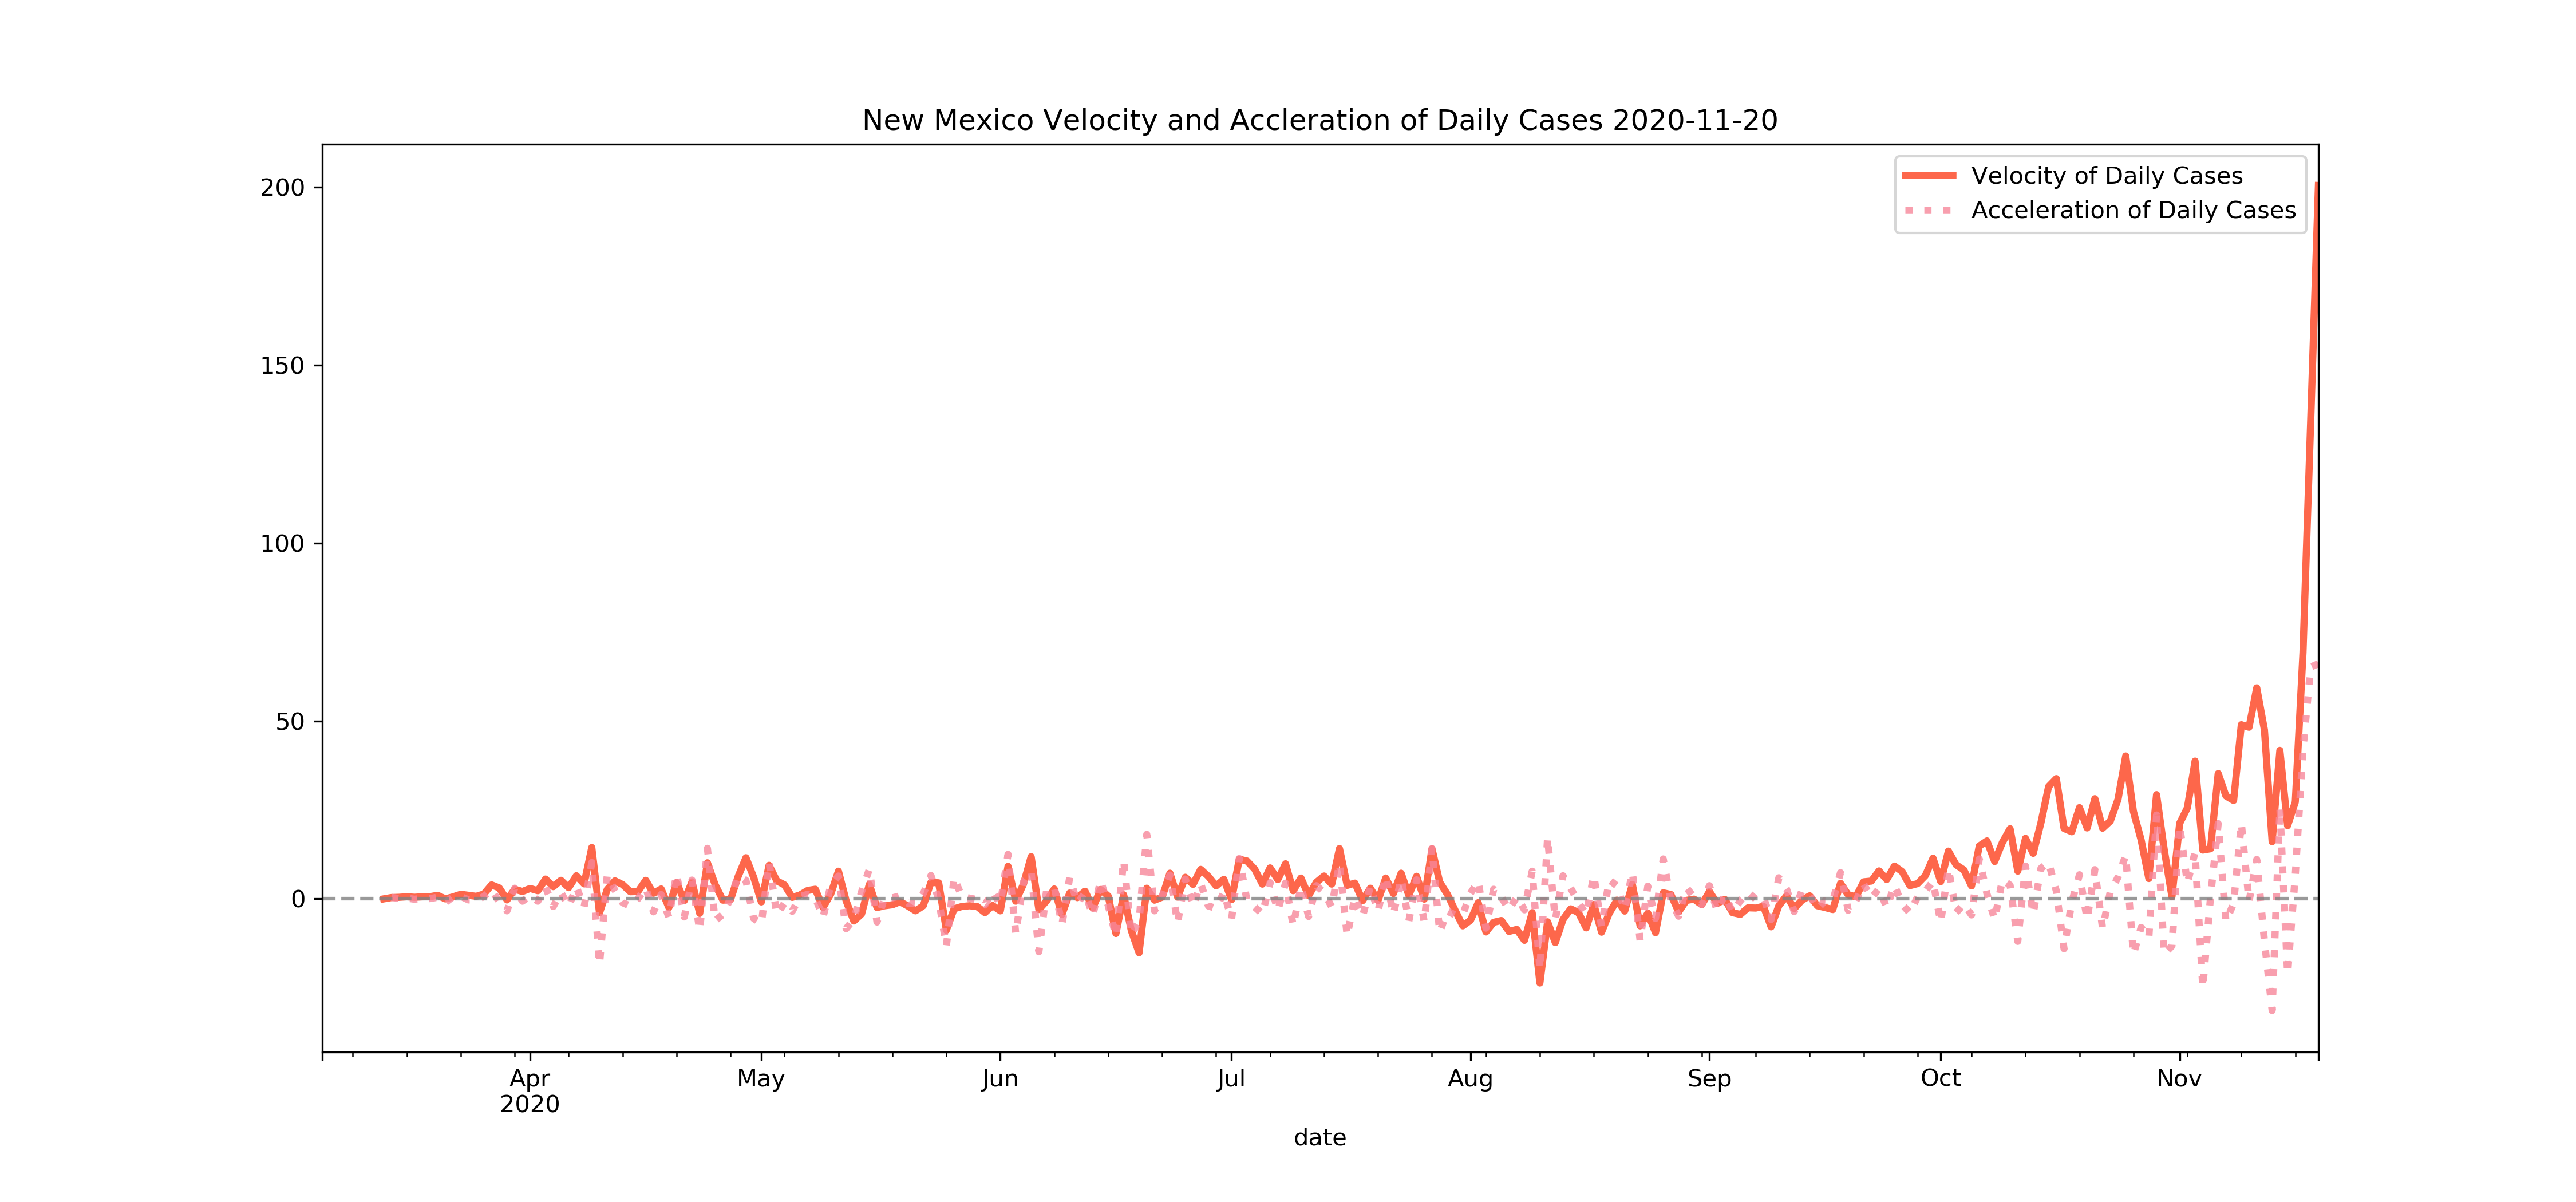 New Mexico Velocity and Accleration of Daily Cases 2020-11-20
Velocity of Daily Cases
Acceleration of Daily Cases
200
150
100
50
0
Apr May Jun Jul Aug Sep Oct Nov
2020
date